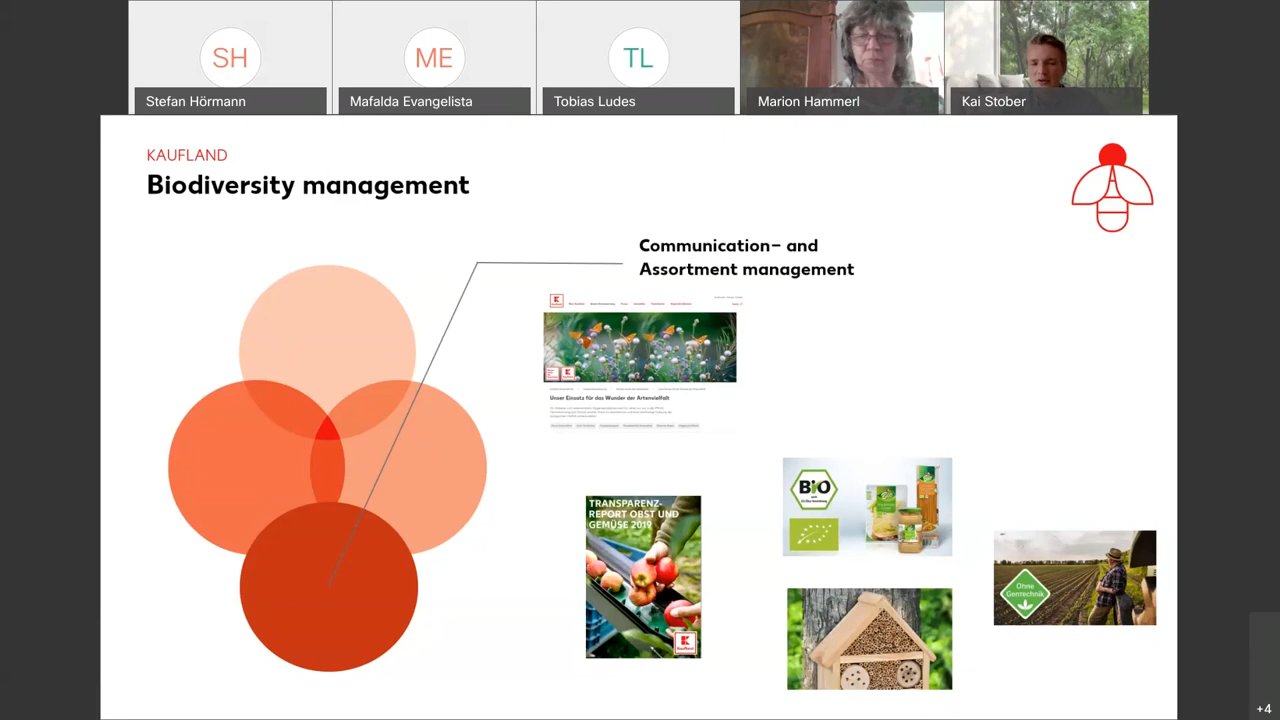 SH
ME
TL
Stefan Hörmann
Mafalda Evangelista
Tobias Ludes
Marion Hammerl
Kai Stober
KAUFLAND
Biodiversity management
Communication– and
Assortment management
Unser Einsatz für das Wunder der Artenvielfalt
TRANSPARENZ-
REPORT OBST UND
GEMÜSE 2019
K
Kaufland
BIO
Ohne
Gentechnik
+4